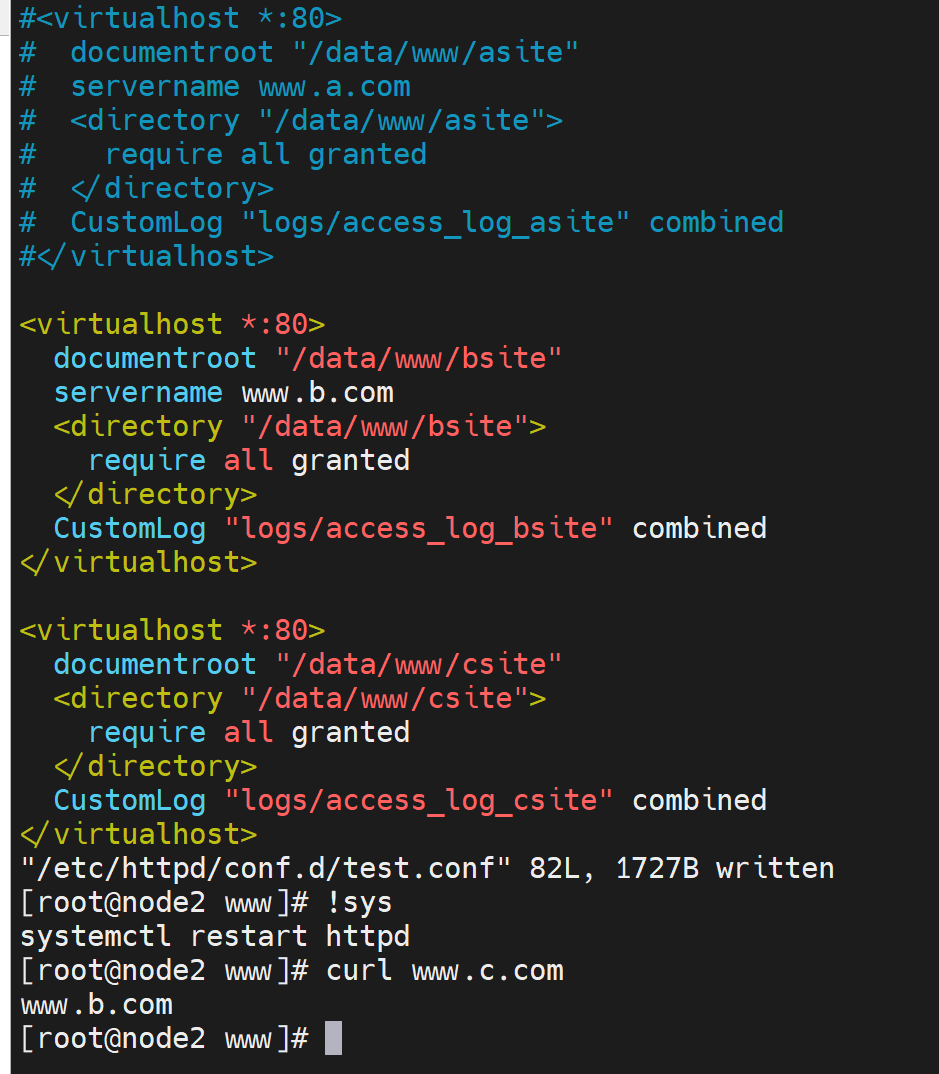 #<virtualhost *:80>
#  documentroot "/data/www/asite"
#  servername www.a.com
#  <directory "/data/www/asite">
#    require all granted
#  </directory>
#  CustomLog "logs/access_log_asite" combined
#</virtualhost>

<virtualhost *:80>
  documentroot "/data/www/bsite"
  servername www.b.com
  <directory "/data/www/bsite">
    require all granted
  </directory>
  CustomLog "logs/access_log_bsite" combined
</virtualhost>

<virtualhost *:80>
  documentroot "/data/www/csite"
  <directory "/data/www/csite">
    require all granted
  </directory>
  CustomLog "logs/access_log_csite" combined
</virtualhost>
"/etc/httpd/conf.d/test.conf" 82L, 1727B written
[root@node2 www]# !sys
systemctl restart httpd
[root@node2 www]# curl www.c.com
www.b.com
[root@node2 www]#